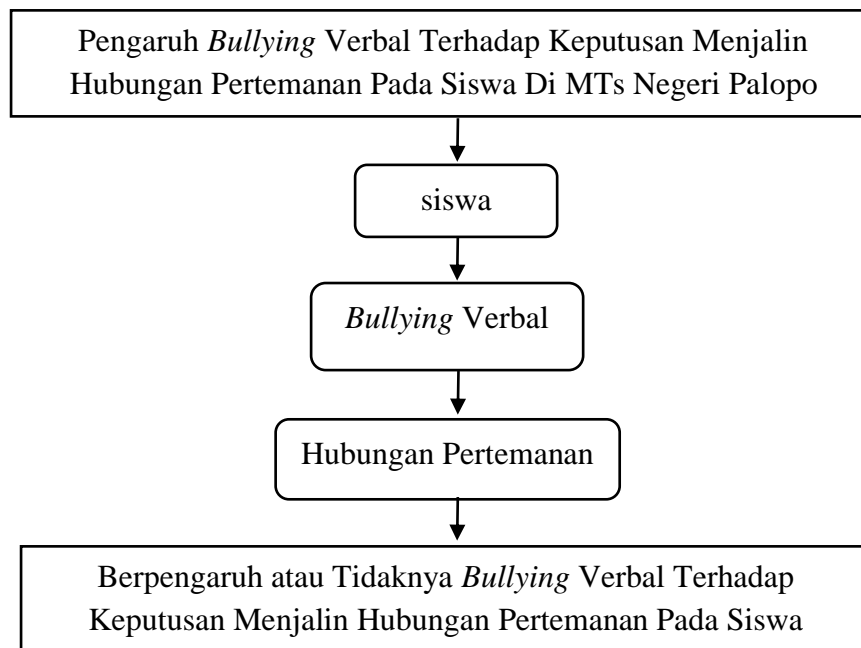 Pengaruh Bullying Verbal Terhadap Keputusan Menjalin
Hubungan Pertemanan Pada Siswa Di MTs Negeri Palopo
siswa
Bullying Verbal
Hubungan Pertemanan
Berpengaruh atau Tidaknya Bullying Verbal Terhadap
Keputusan Menjalin Hubungan Pertemanan Pada Siswa